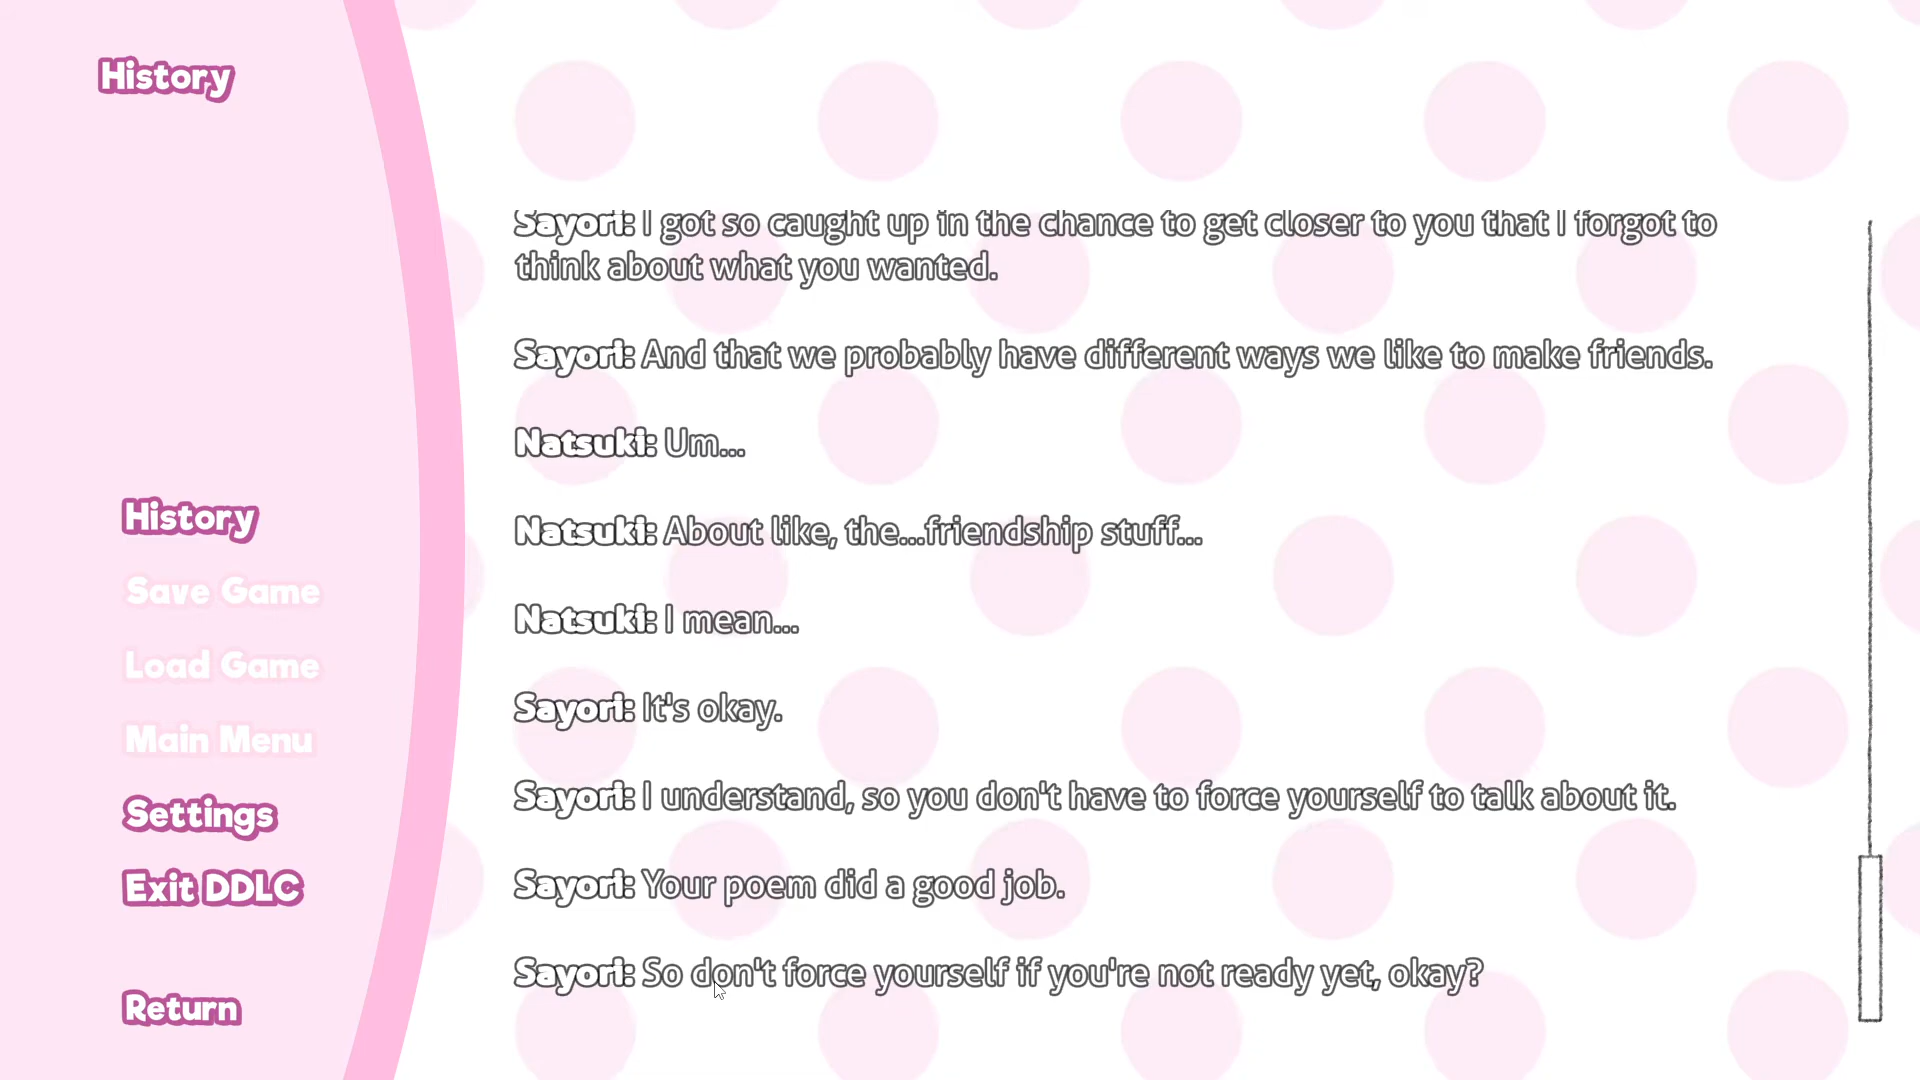 History
Sayori: I got so caught up in the chance to get closer to you that I forgot to
think about what you wanted.
Sayori: And that we probably have different ways we like to make friends.
Natsuki: Um...
Natsuki: About like, the...friendship stuff...
Natsuki: I mean...
Sayori: It's okay.
Sayori: I understand, so you don't have to force yourself to talk about it.
Sayori: Your poem did a good job.
Sayori: So don't force yourself if you're not ready yet, okay?
History
Save Game
Load Game
Main Menu
Settings
Exit DDLC
Return